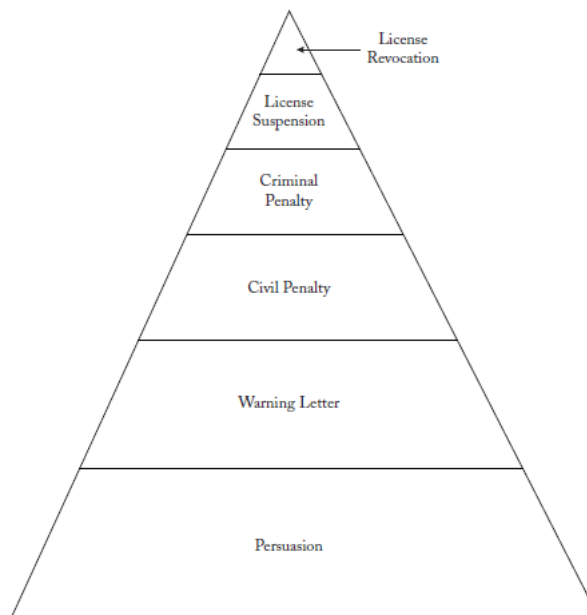 License
Revocation
License
Suspension
Criminal
Penalty
Civil Penalty
Warning Letter
Persuasion